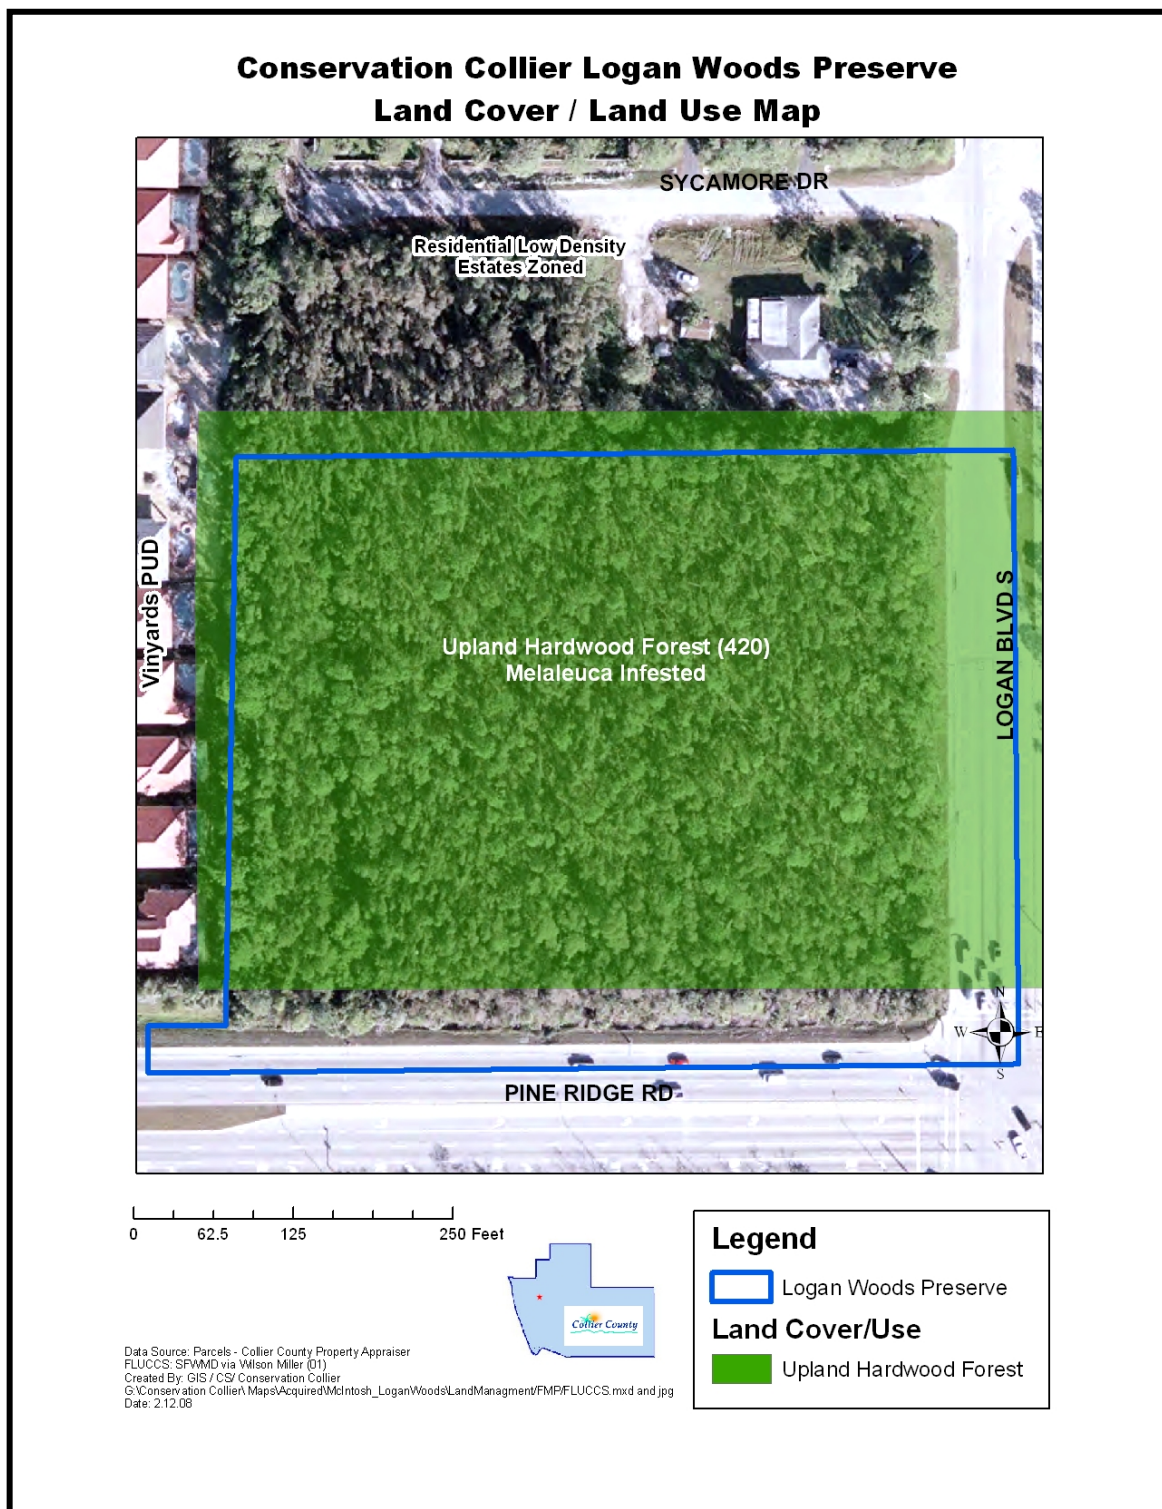 Conservation Collier Logan Woods Preserve
Land Cover / Land Use Map
SYCAMORE DR
Residential Low Density
Estates Zoned
Vinyards PUD
Upland Hardwood Forest (420)
Melaleuca Infested
LOGAN BLVD S
N
W
E
S
PINE RIDGE RD
0 62.5 125 250 Feet
Legend
Logan Woods Preserve
Land Cover/Use
Upland Hardwood Forest
Collier County
Data Source: Parcels - Collier County Property Appraiser
FLUCCS: SFWMD via Wilson Miller (01)
Created By: GIS / CS/ Conservation Collier
G:\Conservation Collier\ Maps\Acquired\McIntosh_LoganWoods\LandManagment/FMP/FLUCCS.mxd and jpg
Date: 2.12.08